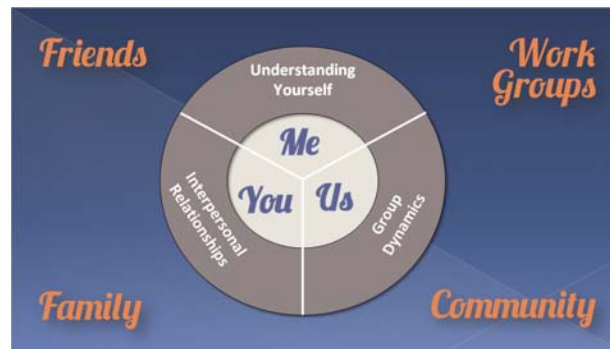 Friends
Work
Groups
Understanding
Yourself
Me
You
Us
Interpersonal
Relationships
Group
Dynamics
Family
Community